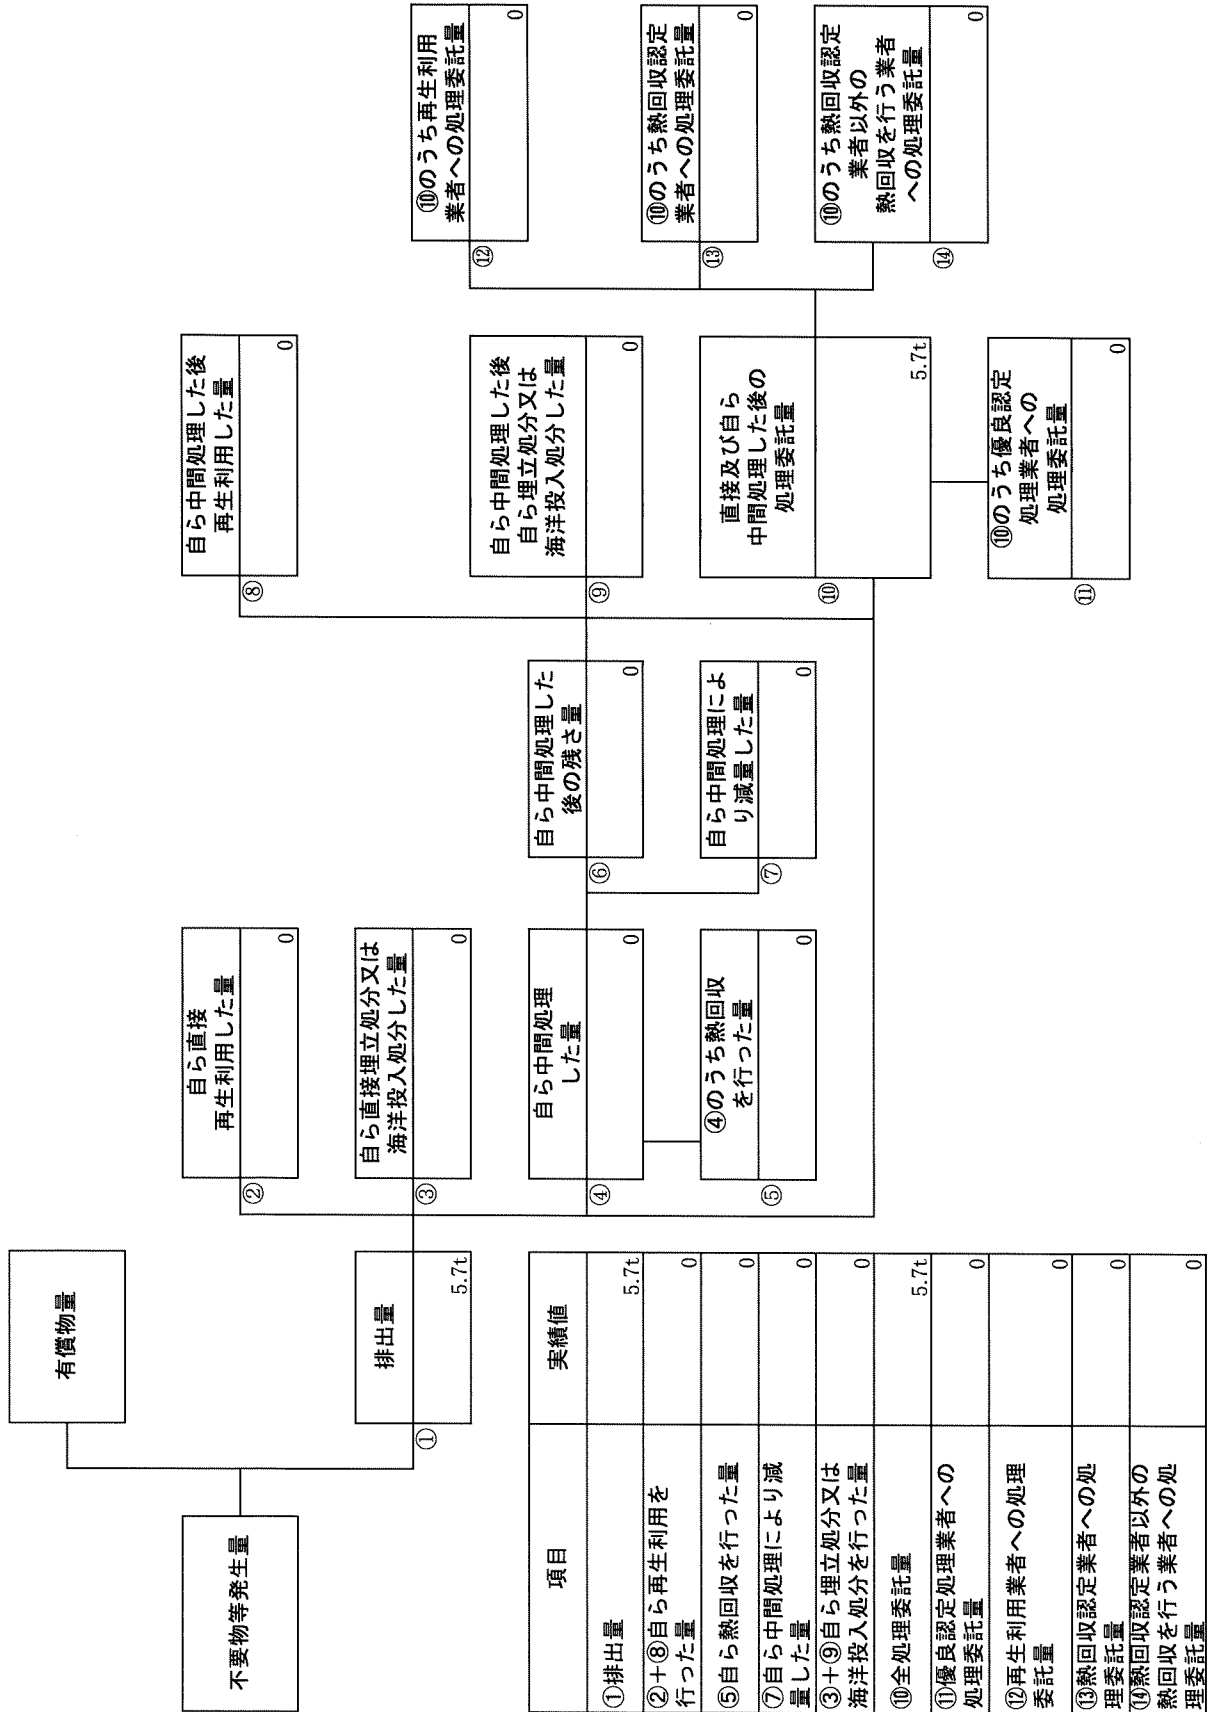 不要物等発生量
有償物量
①
排出量
5.7t
②
自ら直接
再生利用した量
0
③
自ら直接埋立処分又は
海洋投入処分した量
0
④
自ら中間処理
した量
0
⑤
④のうち熱回収
を行った量
0
⑥
自ら中間処理した
後の残さ量
0
⑦
自ら中間処理によ
り減量した量
0
⑧
自ら中間処理した後
再生利用した量
0
⑨
自ら中間処理した後
自ら埋立処分又は
海洋投入処分した量
0
⑩
直接及び自ら
中間処理した後の
処理委託量
5.7t
⑪
⑩のうち優良認定
処理業者への
処理委託量
0
⑫
⑩のうち再生利用
業者への処理委託量
0
⑬
⑩のうち熱回収認定
業者への処理委託量
0
⑭
⑩のうち熱回収認定
業者以外の
熱回収を行う業者
への処理委託量
0
項目 実績値
①排出量 5.7t
②+⑧自ら再生利用を
行った量 0
⑤自ら熱回収を行った量 0
⑦自ら中間処理により減
量した量 0
③+⑨自ら埋立処分又は
海洋投入処分を行った量 0
⑩全処理委託量 5.7t
⑪優良認定処理業者への
処理委託量 0
⑫再生利用業者への処理
委託量 0
⑬熱回収認定業者への処
理委託量 0
⑭熱回収認定業者以外の
熱回収を行う業者への処
理委託量 0